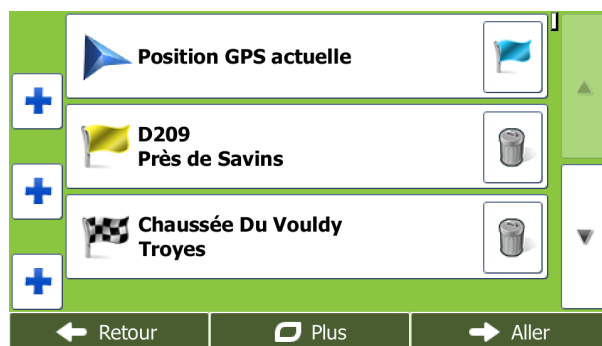 Position GPS actuelle
D209
Près de Savins
Chaussée Du Vouldy
Troyes
Retour
Plus
Aller